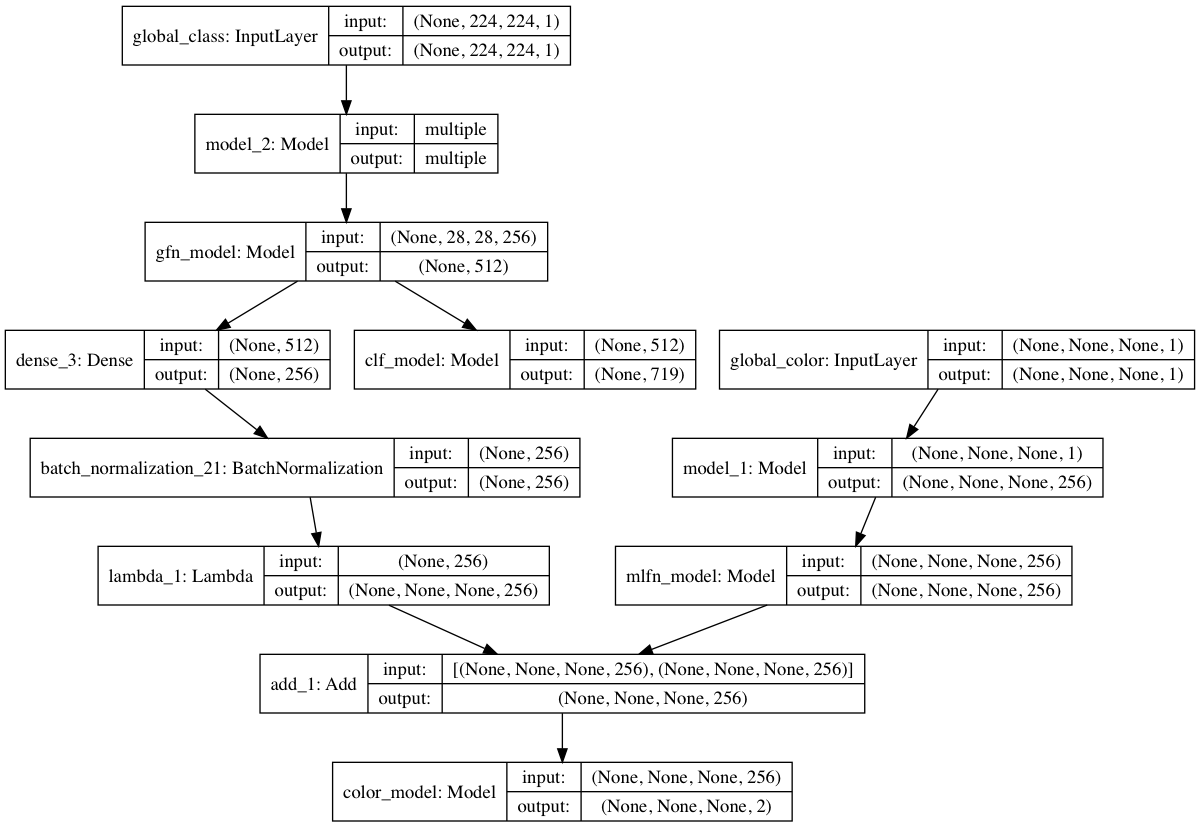 global_class: InputLayer
input: (None, 224, 224, 1)
output: (None, 224, 224, 1)
model_2: Model
input: multiple
output: multiple
gfn_model: Model
input: (None, 28, 28, 256)
output: (None, 512)
dense_3: Dense
input: (None, 512)
output: (None, 256)
clf_model: Model
input: (None, 512)
output: (None, 719)
global_color: InputLayer
input: (None, None, None, 1)
output: (None, None, None, 1)
batch_normalization_21: BatchNormalization
input: (None, 256)
output: (None, 256)
model_1: Model
input: (None, None, None, 1)
output: (None, None, None, 256)
lambda_1: Lambda
input: (None, 256)
output: (None, None, None, 256)
mlfn_model: Model
input: (None, None, None, 256)
output: (None, None, None, 256)
add_1: Add
input: [(None, None, None, 256), (None, None, None, 256)]
output: (None, None, None, 256)
color_model: Model
input: (None, None, None, 256)
output: (None, None, None, 2)